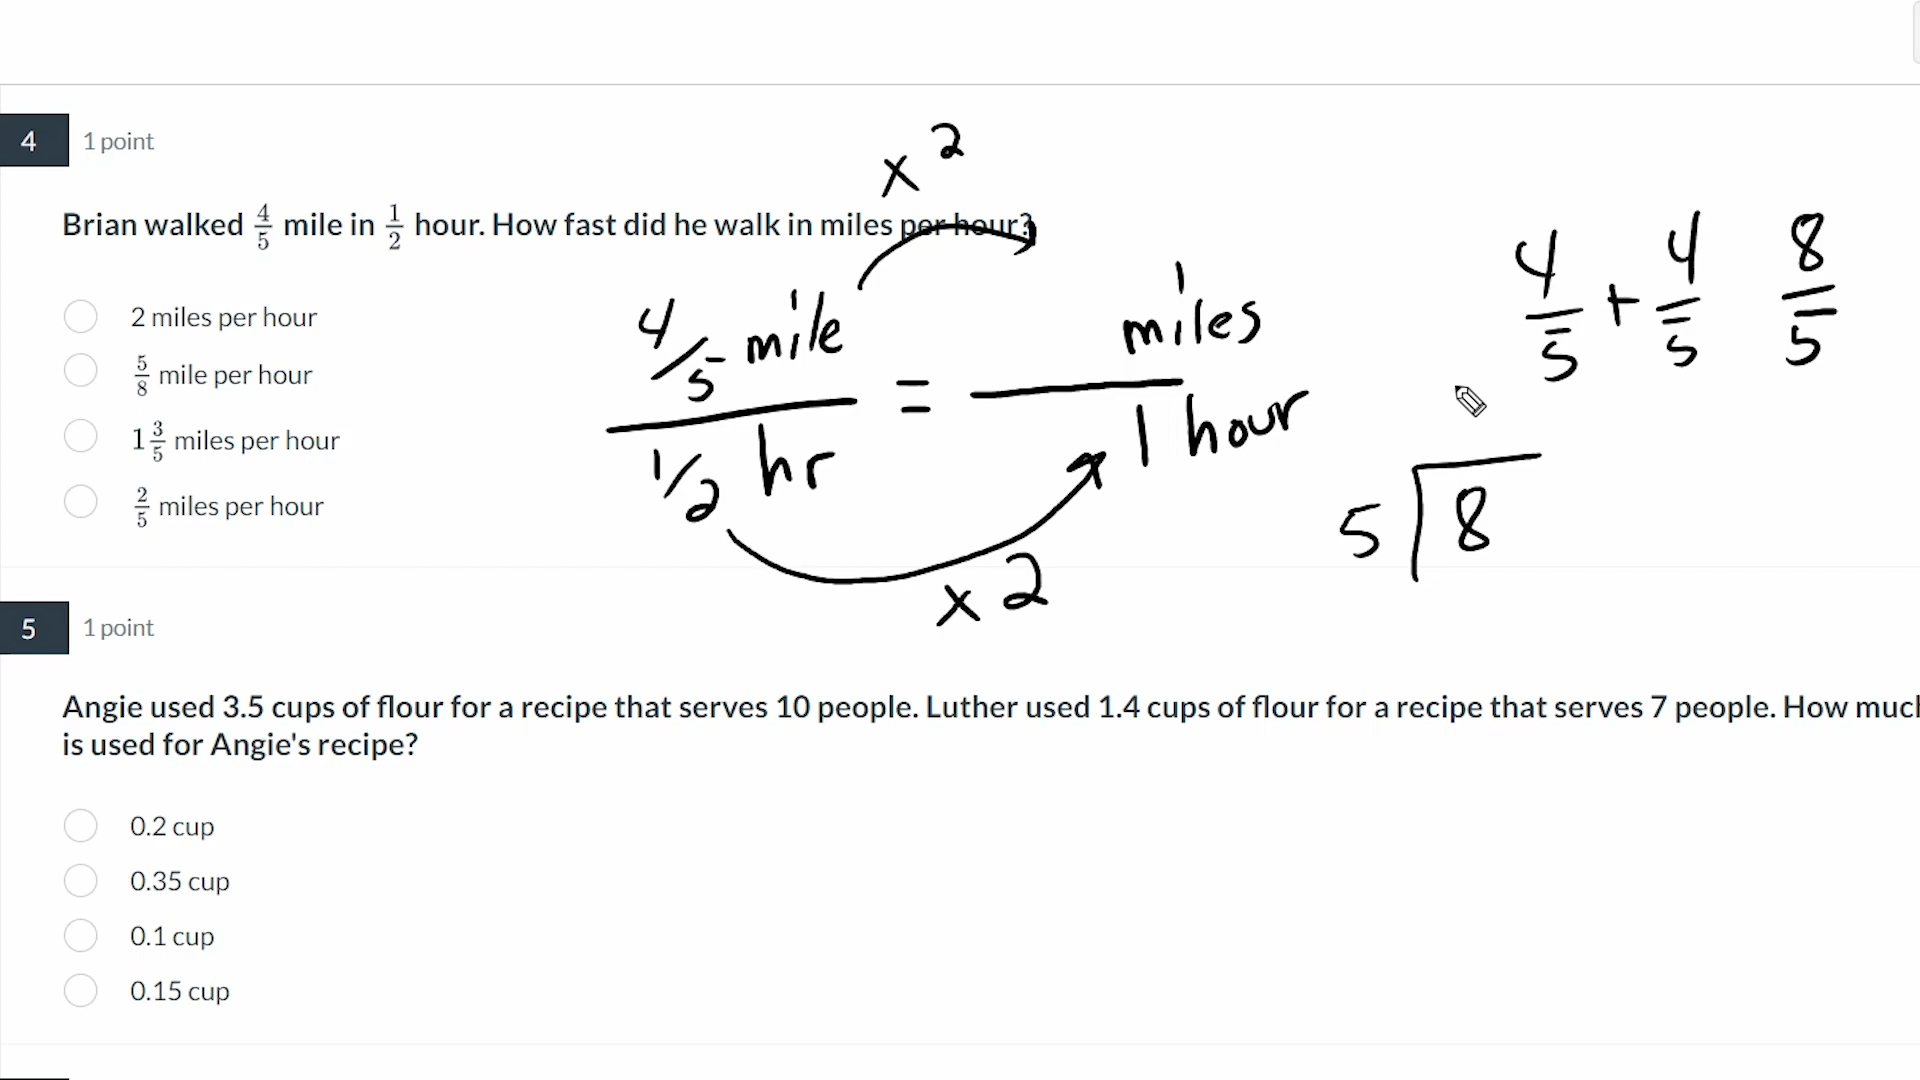 4 1 point
x 2
Brian walked 4/5 mile in 1/2 hour. How fast did he walk in miles per hour?
4/5 + 4/5 8/5
2 miles per hour
5/8 mile per hour
1 3/5 miles per hour
2/5 miles per hour
4/5 mile = miles
1/2 hr 1 hour
5 8
x 2
5 1 point
Angie used 3.5 cups of flour for a recipe that serves 10 people. Luther used 1.4 cups of flour for a recipe that serves 7 people. How
is used for Angie's recipe?
0.2 cup
0.35 cup
0.1 cup
0.15 cup